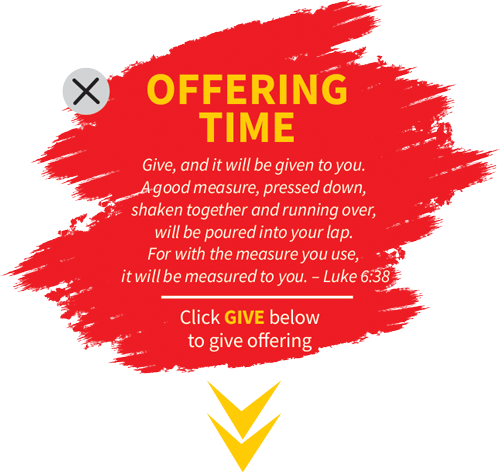 OFFERING
TIME
Give, and it will be given to you.
A good measure, pressed down,
shaken together and running over,
will be poured into your lap.
For with the measure you use,
it will be measured to you. – Luke 6:38
Click GIVE below
to give offering